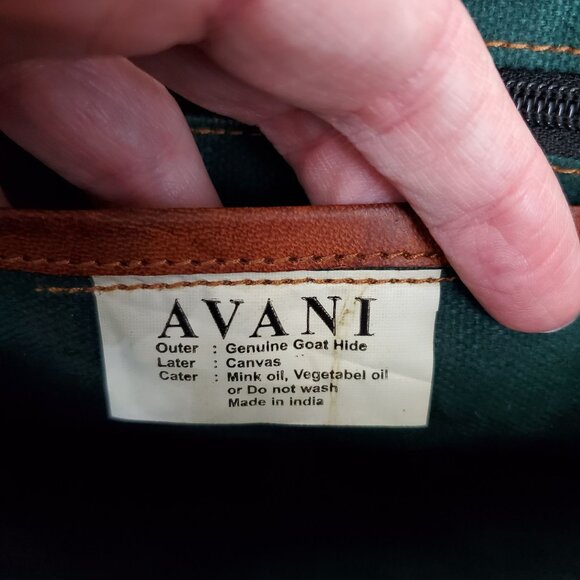 AVANI
Outer : Genuine Goat Hide
Later : Canvas
Cater : Mink oil, Vegetabel oil
or Do not wash
Made in india